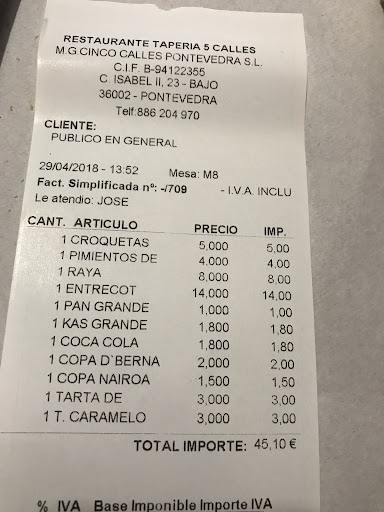 RESTAURANTE TAPERIA 5 CALLES
M.G CINCO CALLES PONTEVEDRA S.L.
C.I.F. B-94122355
C. ISABEL II, 23 - BAJO
36002 - PONTEVEDRA
Telf:886 204 970
CLIENTE:
PUBLICO EN GENERAL
29/04/2018 - 13:52 Mesa: M8
Fact. Simplificada nº: -/709 - I.V.A. INCLU
Le atendio: JOSE
CANT. ARTICULO PRECIO IMP.
1 CROQUETAS 5,000 5,00
1 PIMIENTOS DE 4,000 4,00
1 RAYA 8,000 8,00
1 ENTRECOT 14,000 14,00
1 PAN GRANDE 1,000 1,00
1 KAS GRANDE 1,800 1,80
1 COCA COLA 1,800 1,80
1 COPA D`BERNA 2,000 2,00
1 COPA NAIROA 1,500 1,50
1 TARTA DE 3,000 3,00
1 T. CARAMELO 3,000 3,00
TOTAL IMPORTE: 45,10 €
% IVA Base Imponible Importe IVA